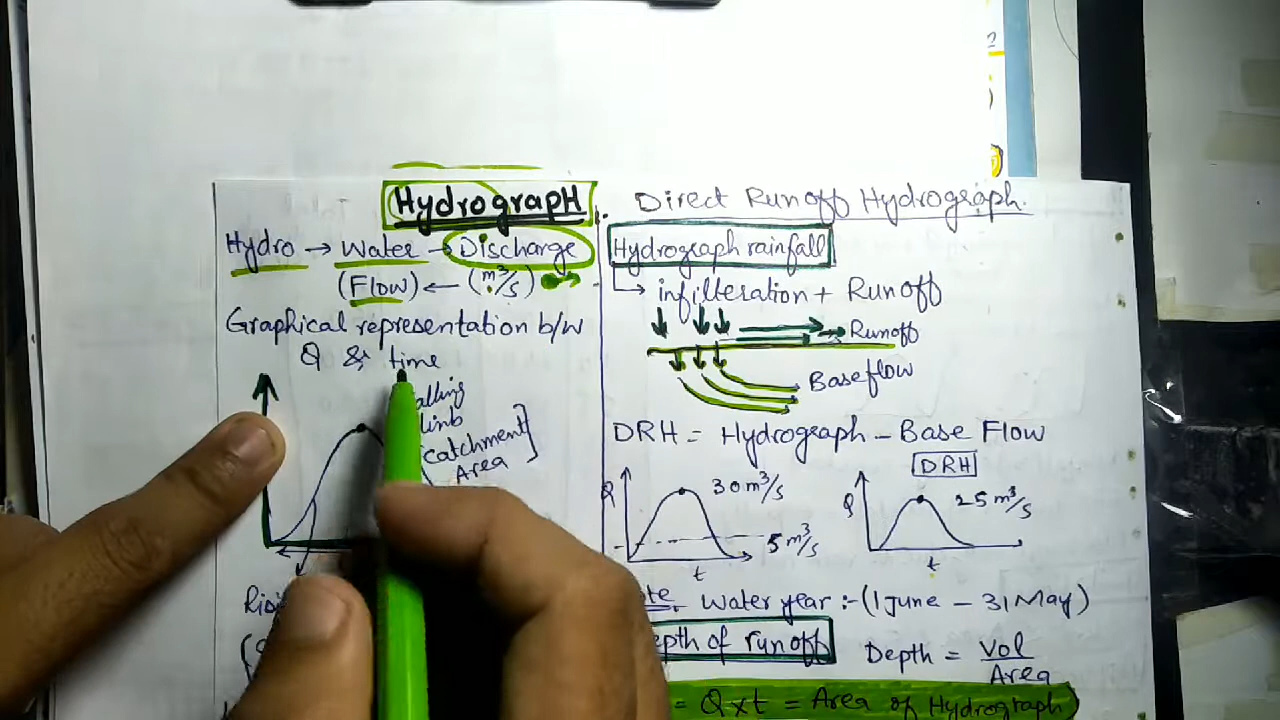 HydrograpH
Hydro → Water → Discharge
(Flow) ← (m³/s)
Graphical representation b/w
Q & time
limb
catchment
Area
Direct Runoff Hydrograph.
Hydrograph rainfall
infilteration + Runoff
Runoff
Baseflow
DRH = Hydrograph - Base Flow
DRH
Q
30 m³/s
5 m³/s
t
Q
25 m³/s
t
Water year :- (1 June - 31 May)
of runoff
Depth = Vol
Area
= Q x t = Area of Hydrograph